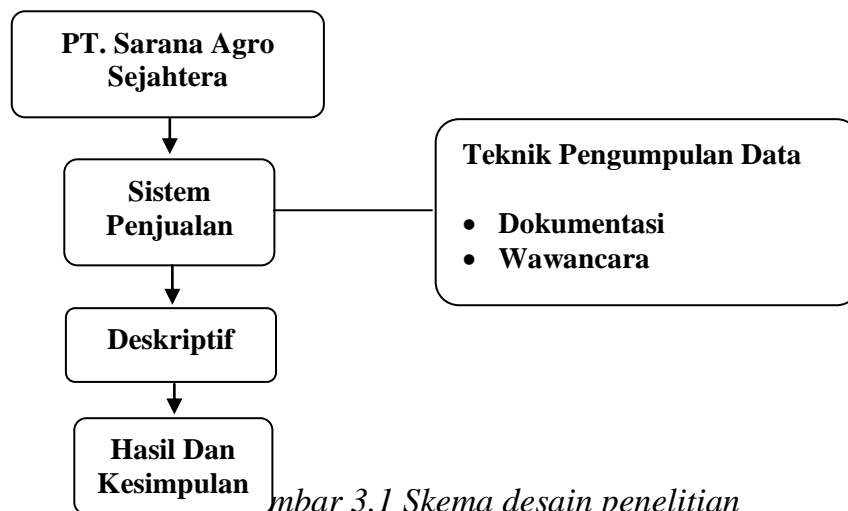 PT. Sarana Agro
Sejahtera
Sistem
Penjualan
Teknik Pengumpulan Data
• Dokumentasi
• Wawancara
Deskriptif
Hasil Dan
Kesimpulan
mbar 3.1 Skema desain penelitian